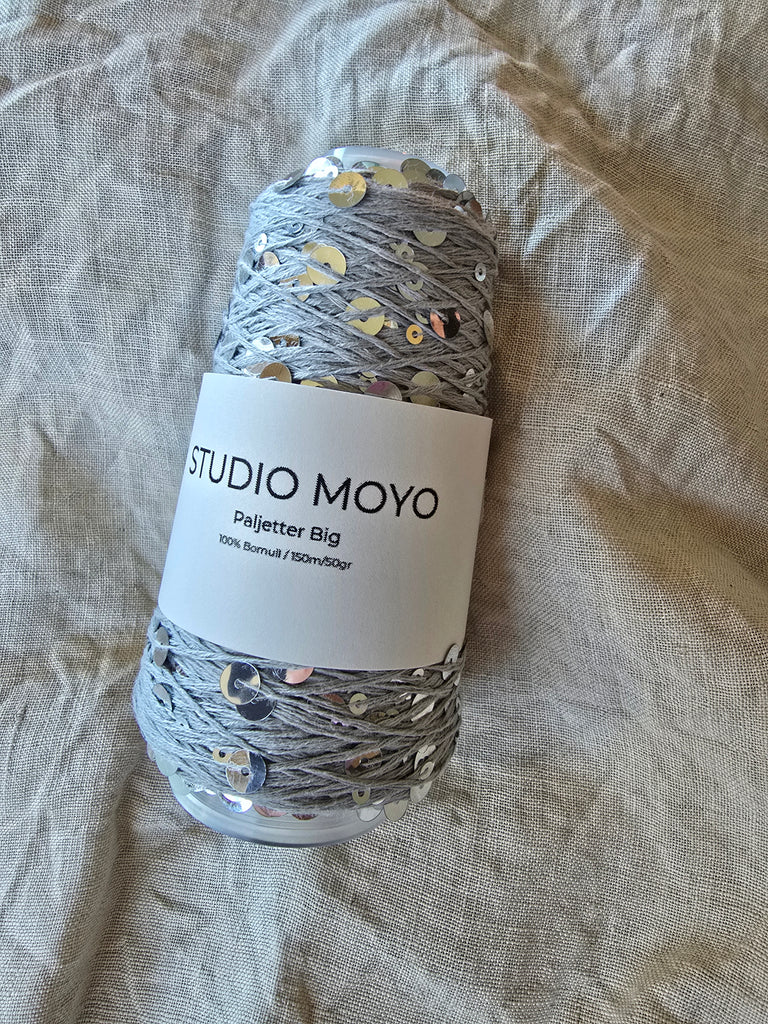 STUDIO MOYO
Paljetter Big
100% Bomull / 150m/50gr